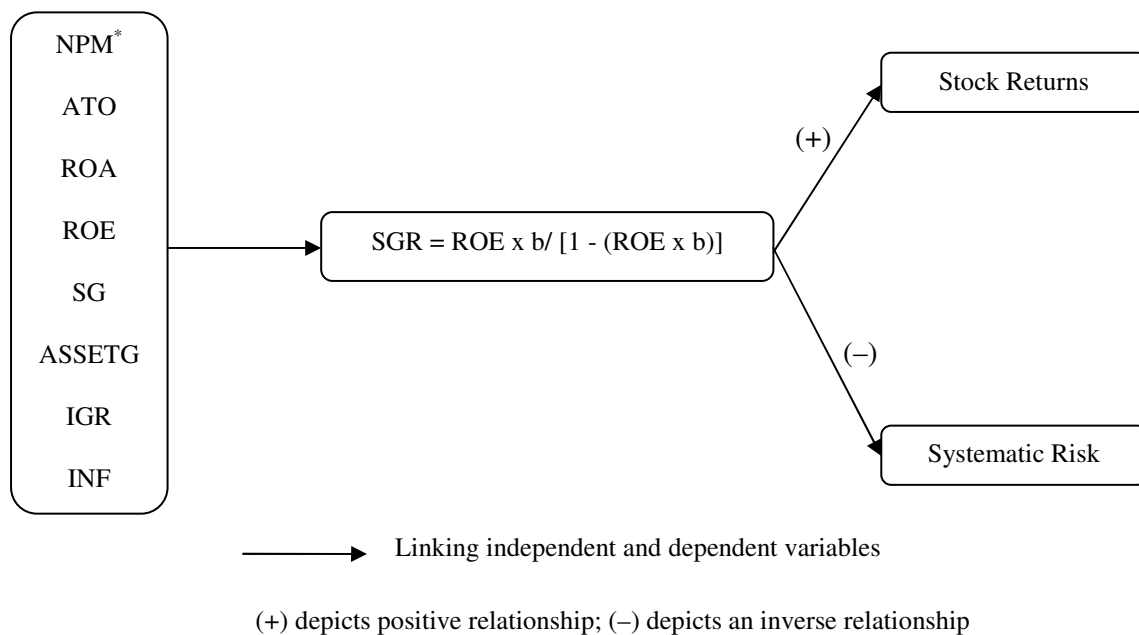 NPM*
ATO
ROA
ROE
SG
ASSETG
IGR
INF
SGR = ROE x b/ [1 - (ROE x b)]
(+)
Stock Returns
(–)
Systematic Risk
Linking independent and dependent variables
(+) depicts positive relationship; (–) depicts an inverse relationship